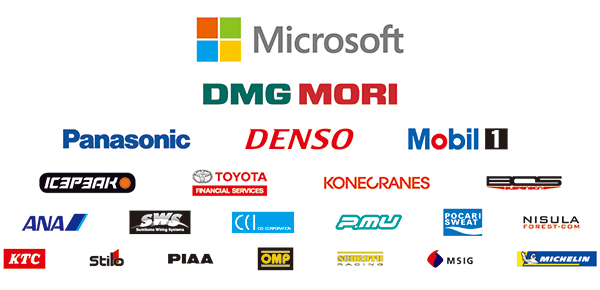 Microsoft
DMG MORI
Panasonic DENSO Mobil 1
ICEPEAK TOYOTA FINANCIAL SERVICES KONECRANES BOS
ANA SWS Sumitomo Wiring Systems CCI CCI CORPORATION PMU POCARI SWEAT NISULA FOREST-COM
KTC Stilo PIAA OMP SCHROTH RACING MSIG MICHELIN